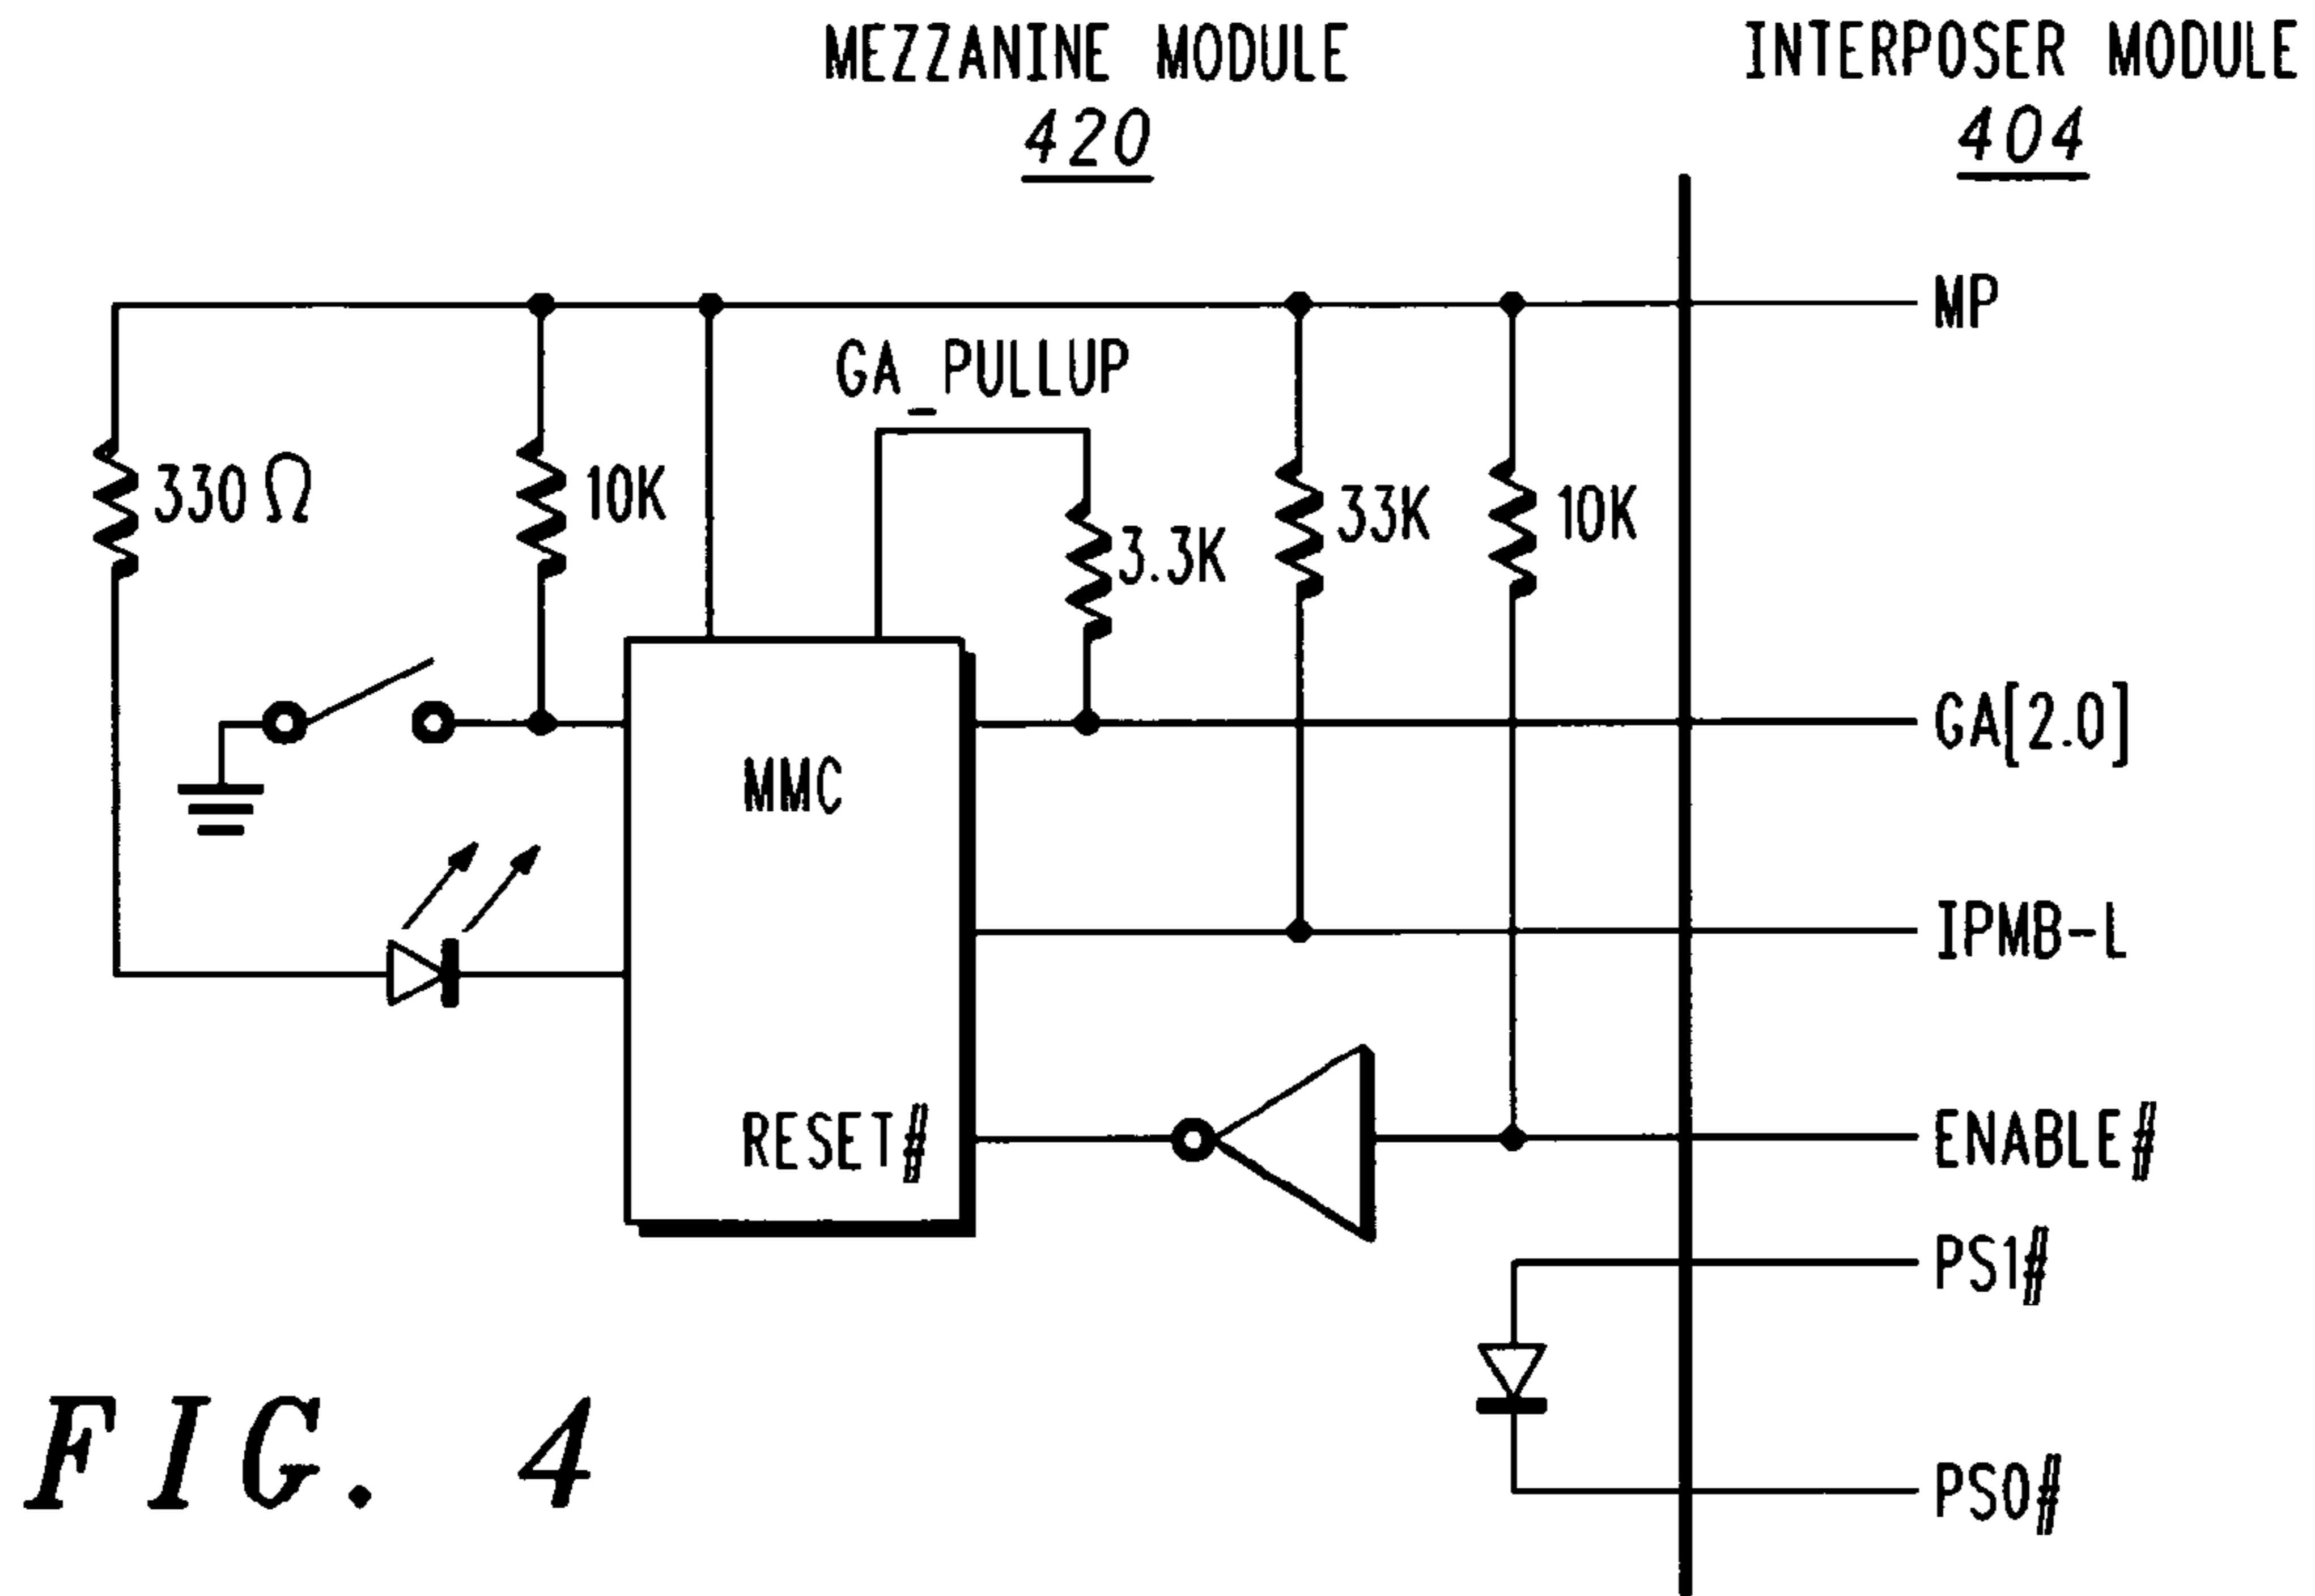 MEZZANINE MODULE
420
INTERPOSER MODULE
404
MP
GA_PULLUP
330Ω
10K
3.3K
33K
10K
GA[2.0]
MMC
IPMB-L
RESET#
ENABLE#
PS1#
PS0#
FIG. 4